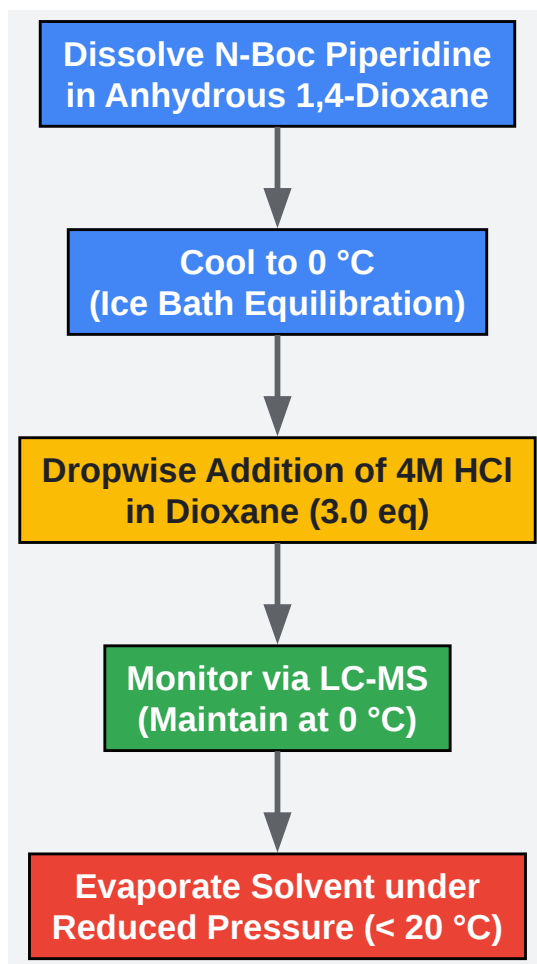 Dissolve N-Boc Piperidine
in Anhydrous 1,4-Dioxane
Cool to 0 °C
(Ice Bath Equilibration)
Dropwise Addition of 4M HCl
in Dioxane (3.0 eq)
Monitor via LC-MS
(Maintain at 0 °C)
Evaporate Solvent under
Reduced Pressure (< 20 °C)